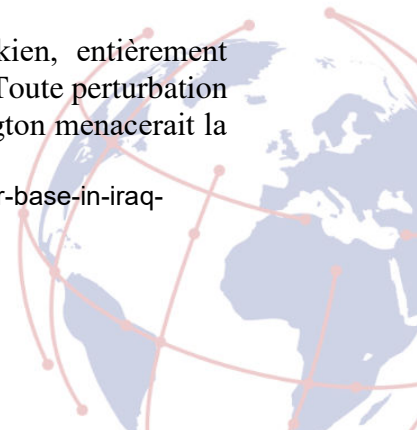 kien, entièrement
Toute perturbation
gton menacerait la
r-base-in-iraq-